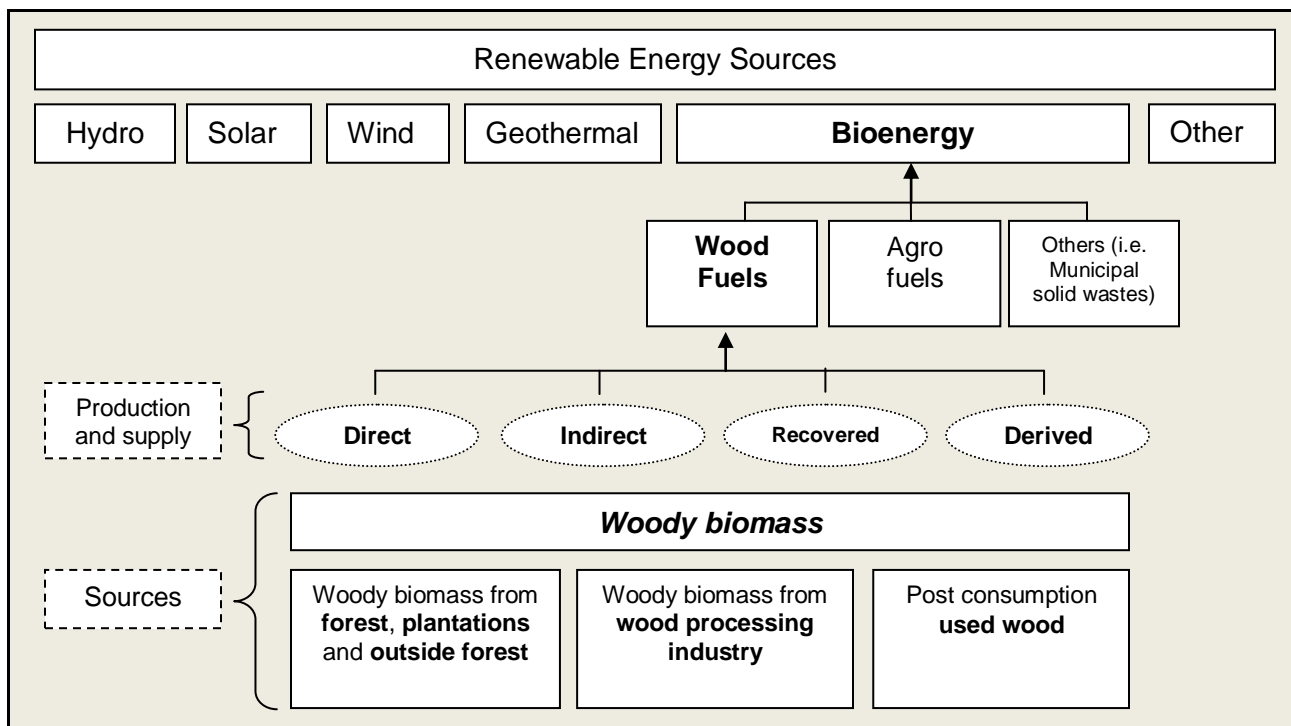 Renewable Energy Sources
Hydro
Solar
Wind
Geothermal
Bioenergy
Other
Wood
Fuels
Agro
fuels
Others (i.e.
Municipal
solid wastes)
Production
and supply
Direct
Indirect
Recovered
Derived
Woody biomass
Sources
Woody biomass from
forest, plantations
and outside forest
Woody biomass from
wood processing
industry
Post consumption
used wood